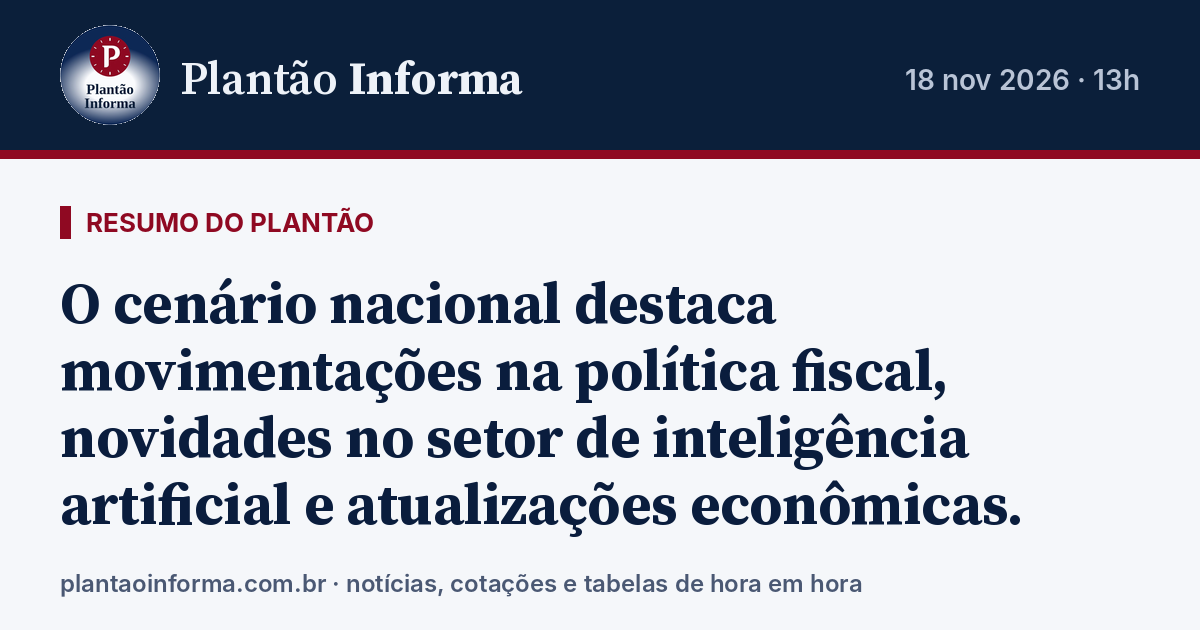 P
Plantão
Informa
Plantão Informa
18 nov 2026 · 13h
RESUMO DO PLANTÃO
O cenário nacional destaca
movimentações na política fiscal,
novidades no setor de inteligência
artificial e atualizações econômicas.
plantaoinforma.com.br · notícias, cotações e tabelas de hora em hora